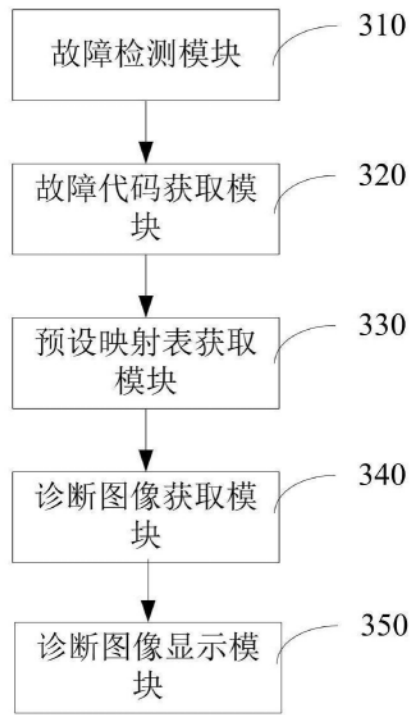 故障检测模块
310
故障代码获取模
块
320
预设映射表获取
模块
330
诊断图像获取模
块
340
诊断图像显示模
块
350